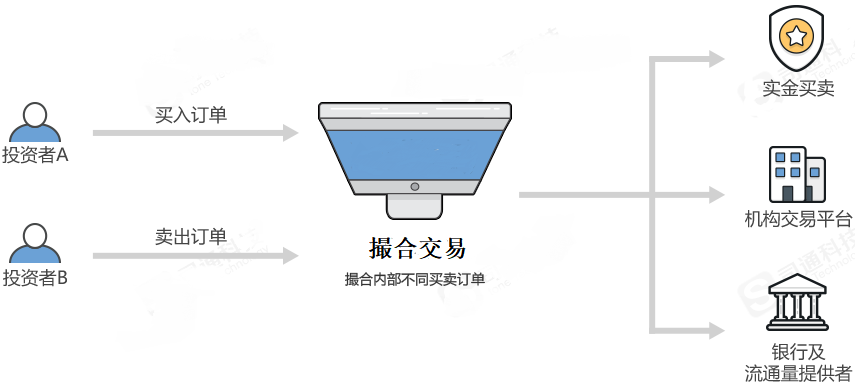 买入订单
投资者A
卖出订单
投资者B
撮合交易
撮合内部不同买卖订单
实金买卖
机构交易平台
银行及
流通量提供者